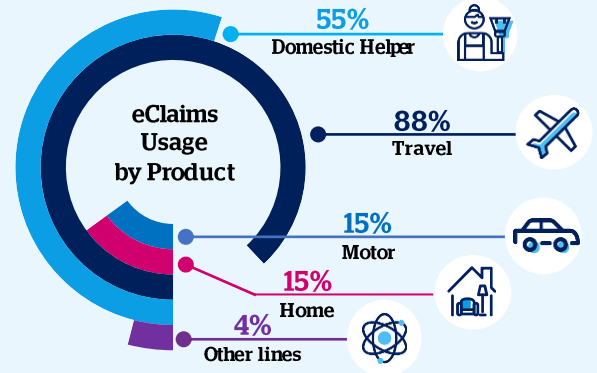 55%
Domestic Helper
eClaims
Usage
by Product
88%
Travel
15%
Motor
15%
Home
4%
Other lines